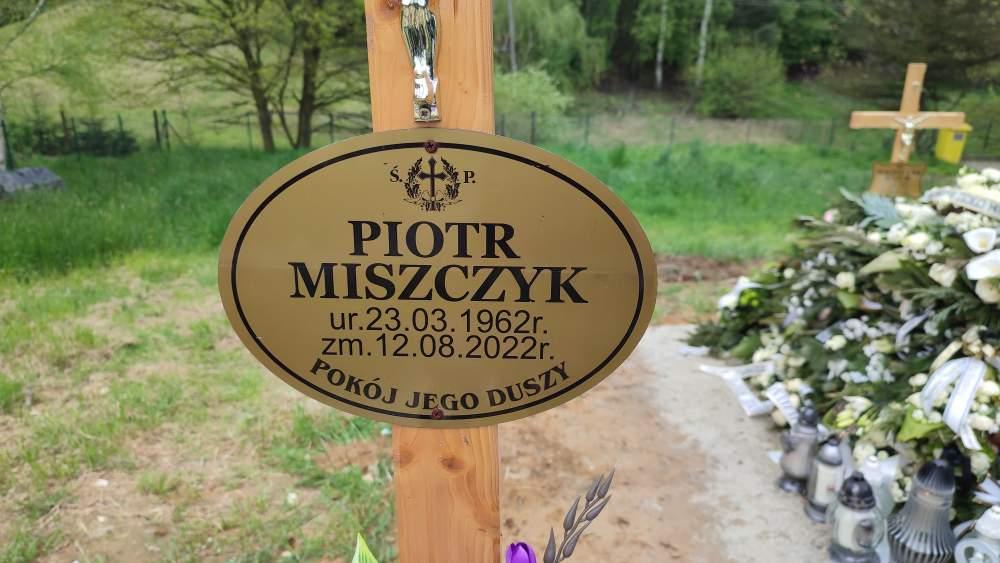 Ś. P.
PIOTR
MISZCZYK
ur.23.03.1962r.
zm.12.08.2022r.
POKÓJ JEGO DUSZY